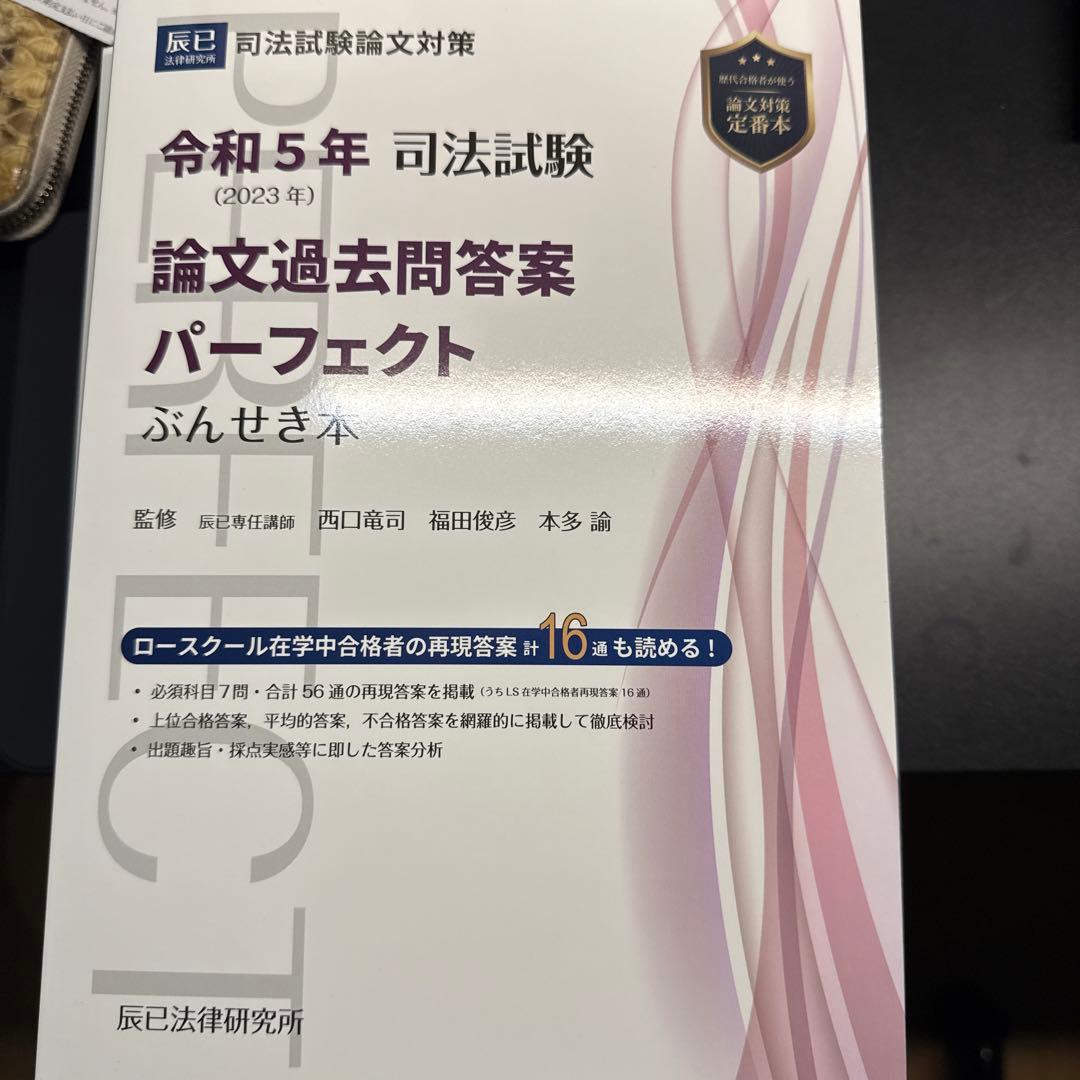 辰已
法律研究所
司法試験論文対策
歴代合格者が使う
論文対策
定番本
令和5年 司法試験
(2023年)
論文過去問答案
パーフェクト
ぶんせき本
監修 辰已専任講師 西口竜司 福田俊彦 本多諭
ロースクール在学中合格者の再現答案 計16通も読める！
・必須科目7問・合計56通の再現答案を掲載（うちLS在学中合格者再現答案16通）
・上位合格答案，平均的答案，不合格答案を網羅的に掲載して徹底検討
・出題趣旨・採点実感等に即した答案分析
PERFECT
辰已法律研究所